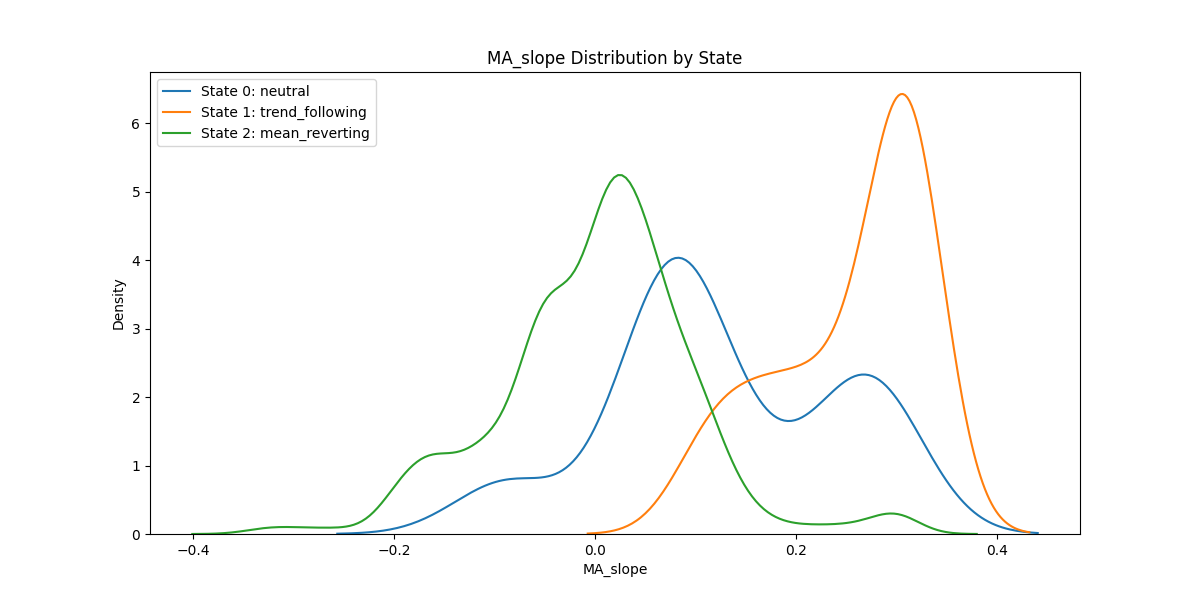 MA_slope Distribution by State
State 0: neutral
State 1: trend_following
State 2: mean_reverting
Density
6
5
4
3
2
1
0
−0.4
−0.2
0.0
0.2
0.4
MA_slope